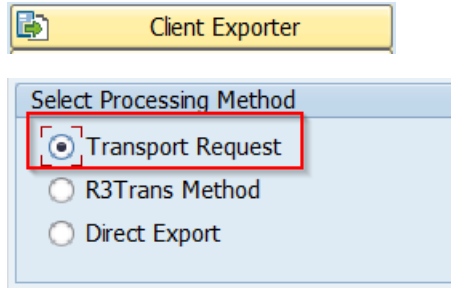 Client Exporter
Select Processing Method
Transport Request
R3Trans Method
Direct Export